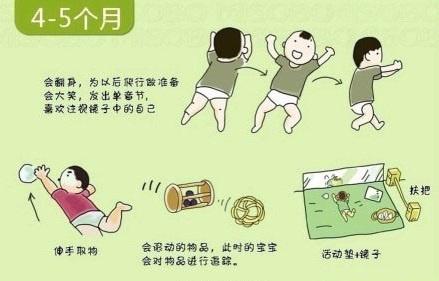 4-5个月
会翻身，为以后爬行做准备
会大笑，发出单音节，
喜欢注视镜子中的自己
伸手取物
会滚动的物品，此时的宝宝
会对物品进行追踪。
扶把
活动垫+镜子